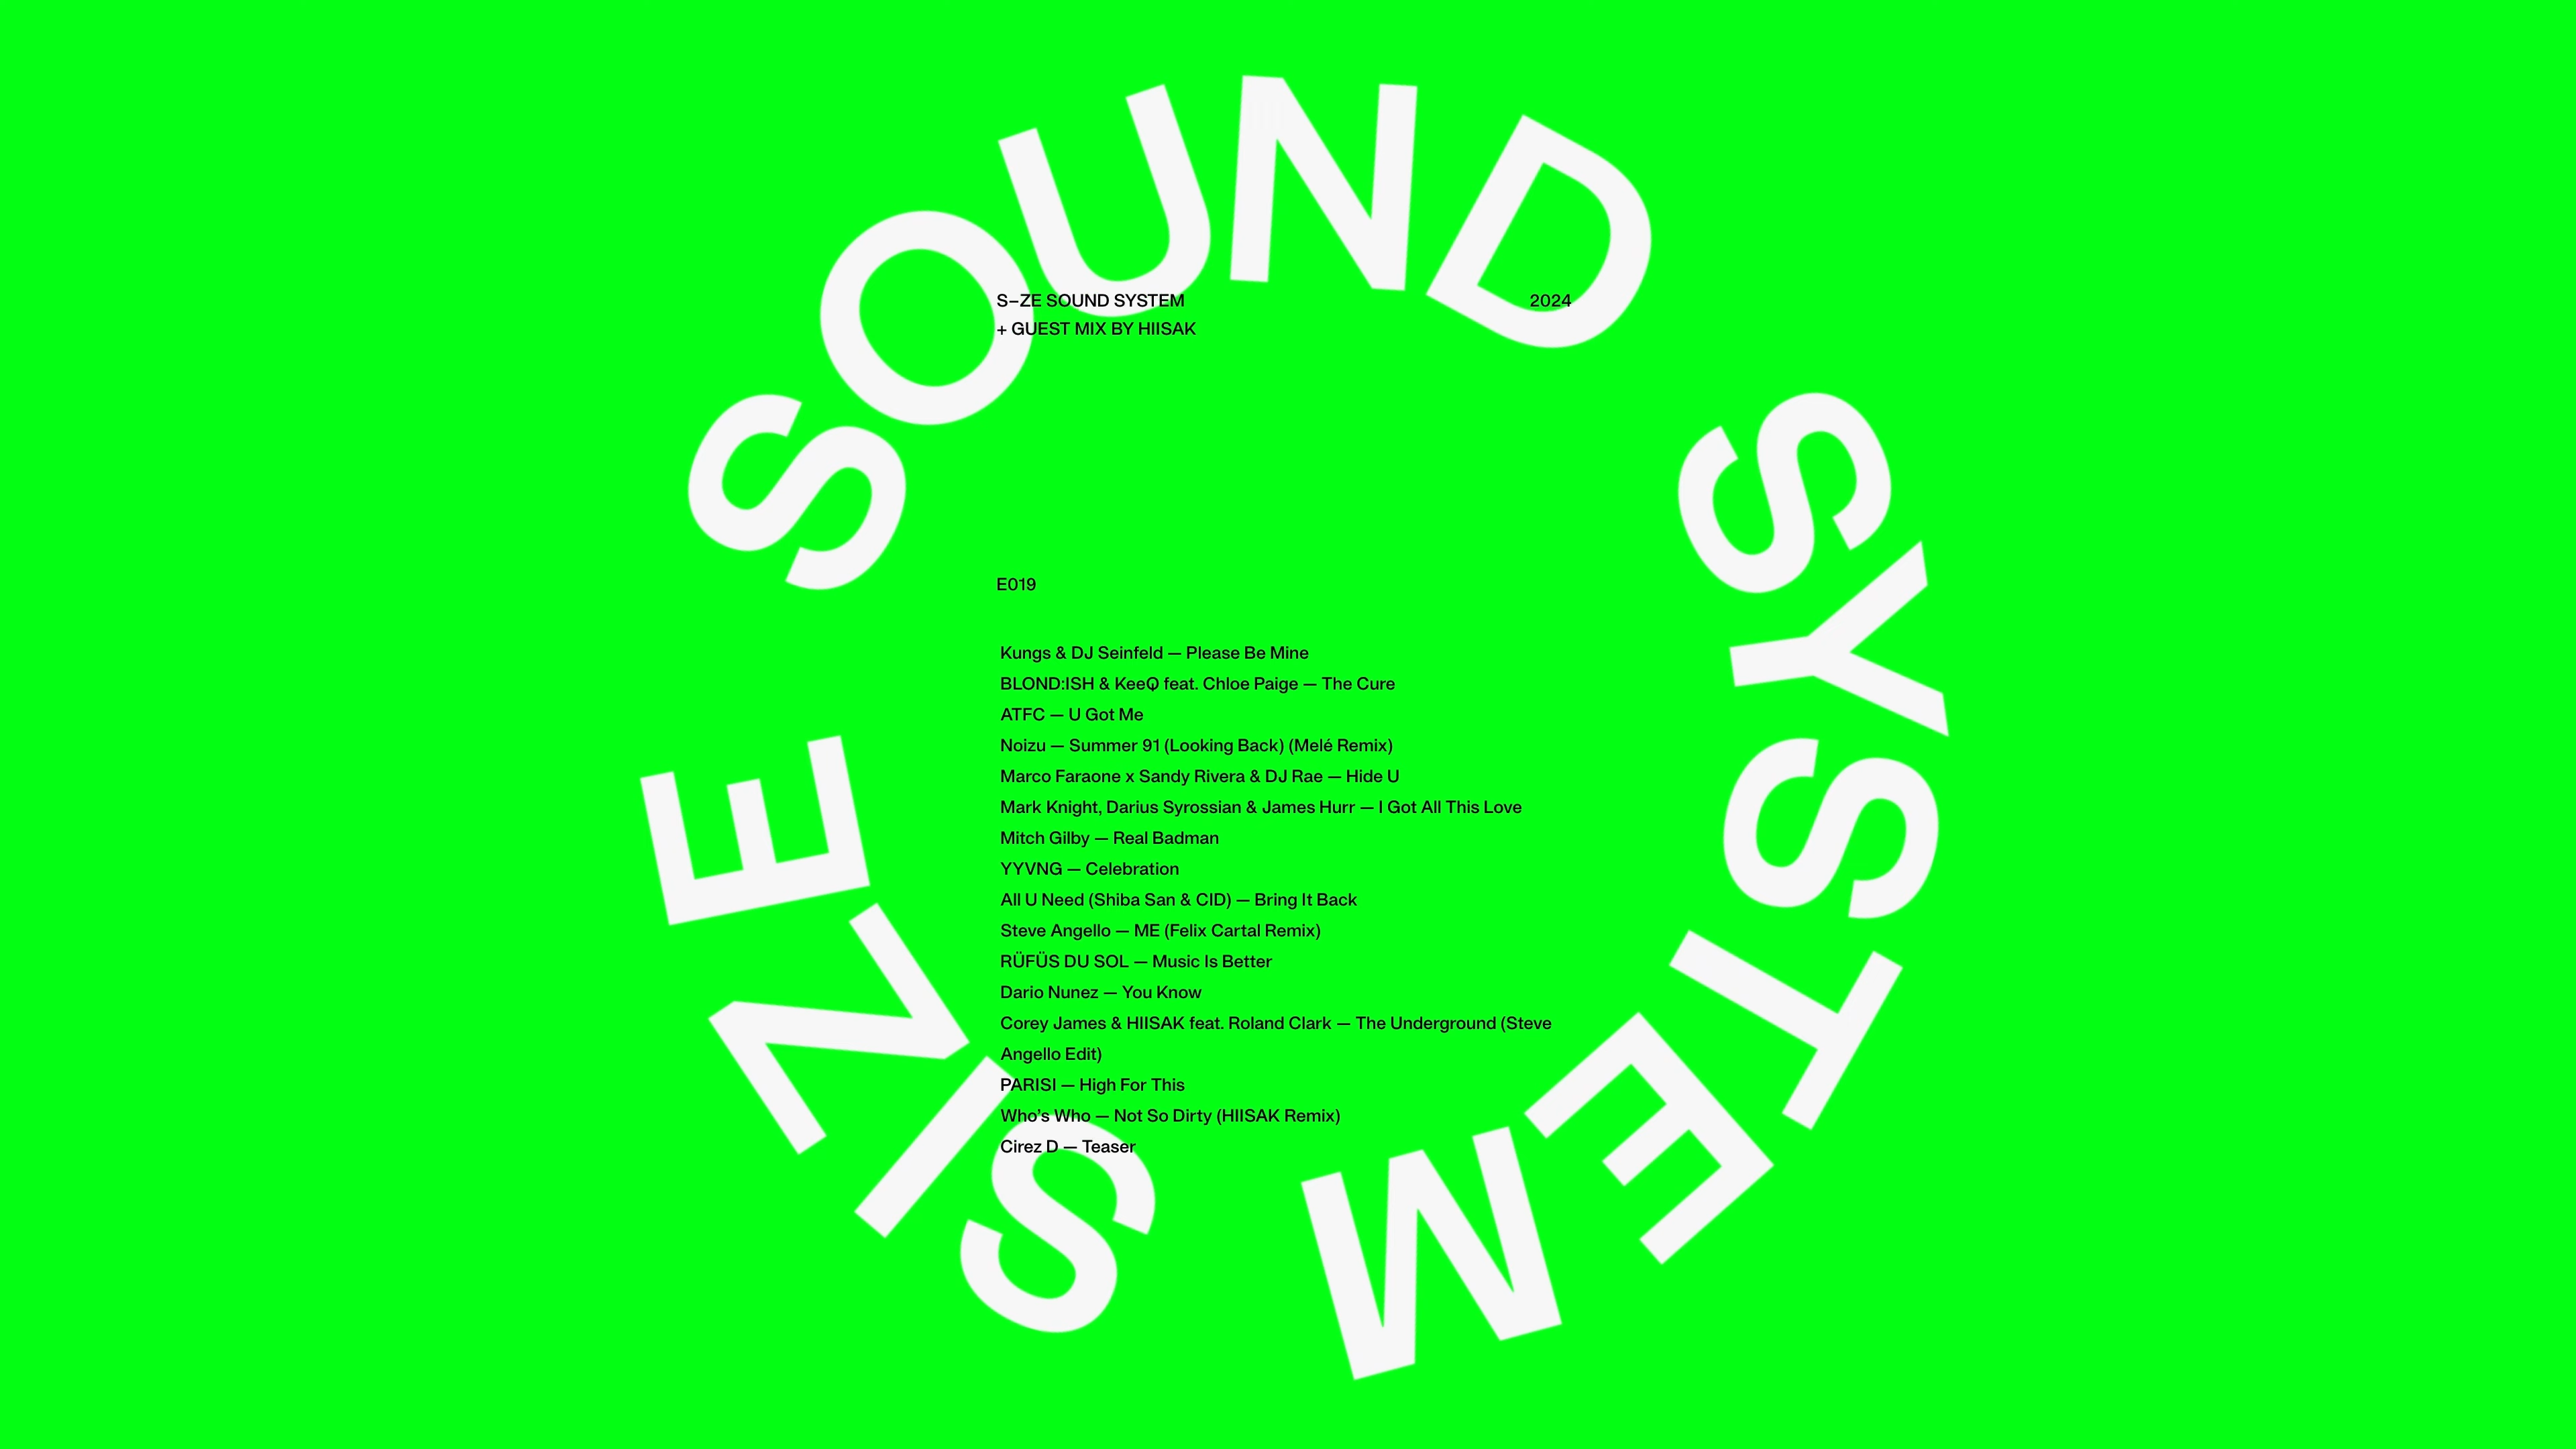 SIZE SOUND SYSTEM
S–ZE SOUND SYSTEM
2024
+ GUEST MIX BY HIISAK
E019
Kungs & DJ Seinfeld — Please Be Mine
BLOND:ISH & KeeQ feat. Chloe Paige — The Cure
ATFC — U Got Me
Noizu — Summer 91 (Looking Back) (Melé Remix)
Marco Faraone x Sandy Rivera & DJ Rae — Hide U
Mark Knight, Darius Syrossian & James Hurr — I Got All This Love
Mitch Gilby — Real Badman
YYVNG — Celebration
All U Need (Shiba San & CID) — Bring It Back
Steve Angello — ME (Felix Cartal Remix)
RÜFÜS DU SOL — Music Is Better
Dario Nunez — You Know
Corey James & HIISAK feat. Roland Clark — The Underground (Steve
Angello Edit)
PARISI — High For This
Who's Who — Not So Dirty (HIISAK Remix)
Cirez D — Teaser